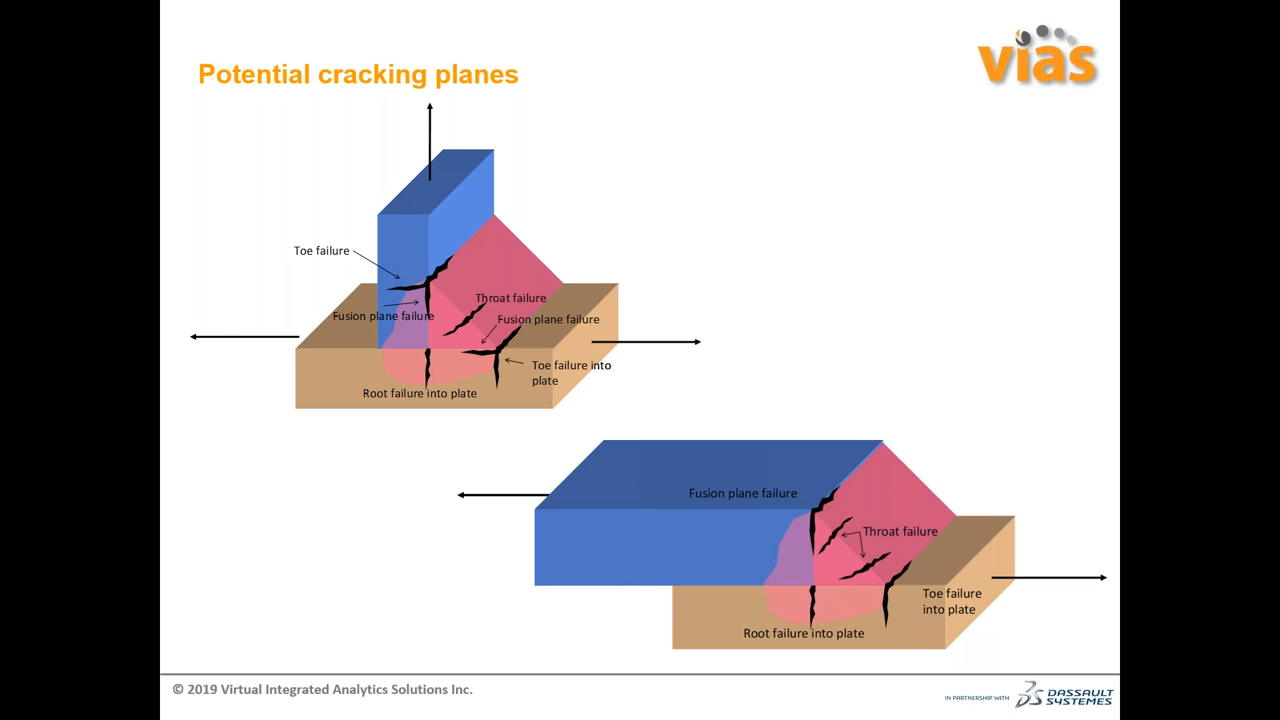 vias
Potential cracking planes
Toe failure
Throat failure
Fusion plane failure
Fusion plane failure
Toe failure into
plate
Root failure into plate
Fusion plane failure
Throat failure
Toe failure
into plate
Root failure into plate
© 2019 Virtual Integrated Analytics Solutions Inc.
IN PARTNERSHIP WITH
DASSAULT
SYSTEMES